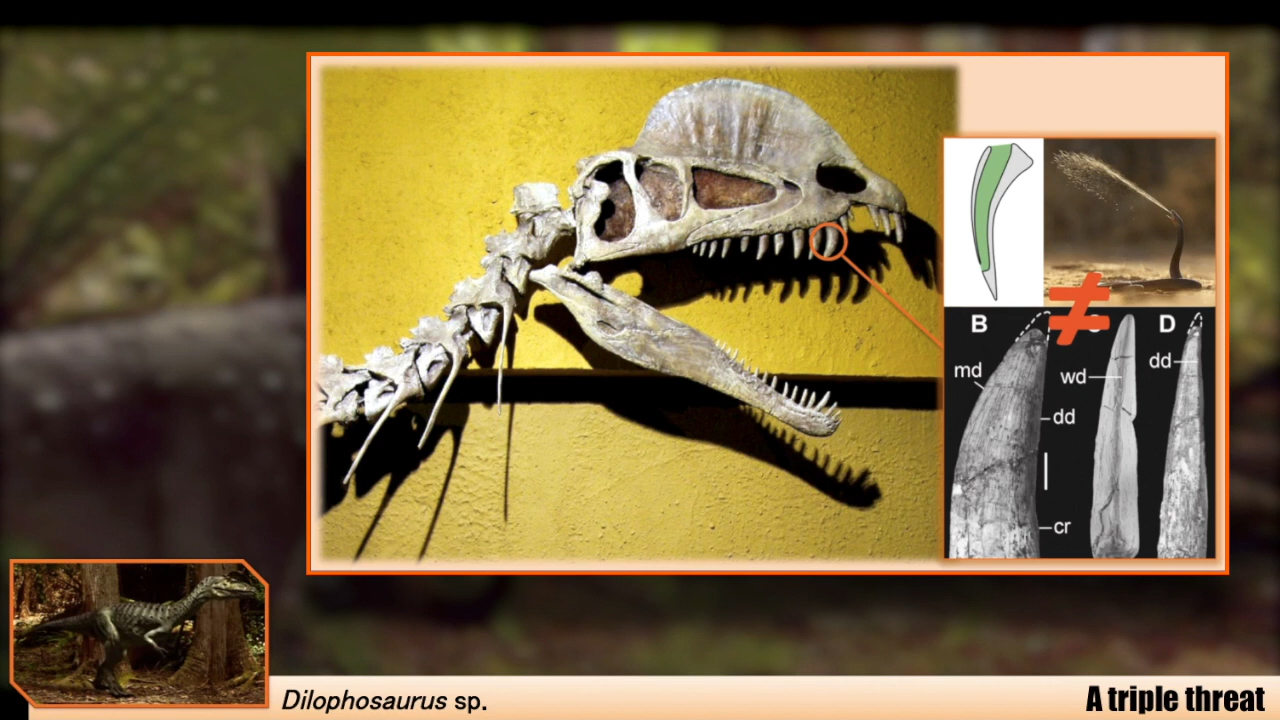 B
D
md
wd
dd
dd
cr
Dilophosaurus sp.
A triple threat